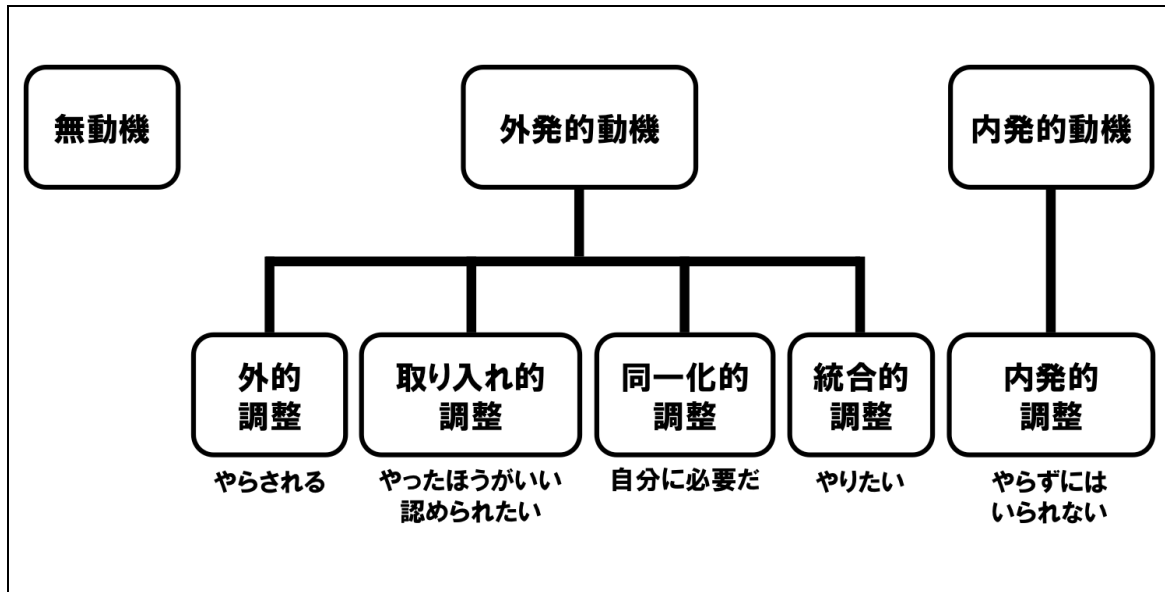 無動機
外発的動機
内発的動機
外的
調整
取り入れ的
調整
同一化的
調整
統合的
調整
内発的
調整
やらされる
やったほうがいい
認められたい
自分に必要だ
やりたい
やらずには
いられない